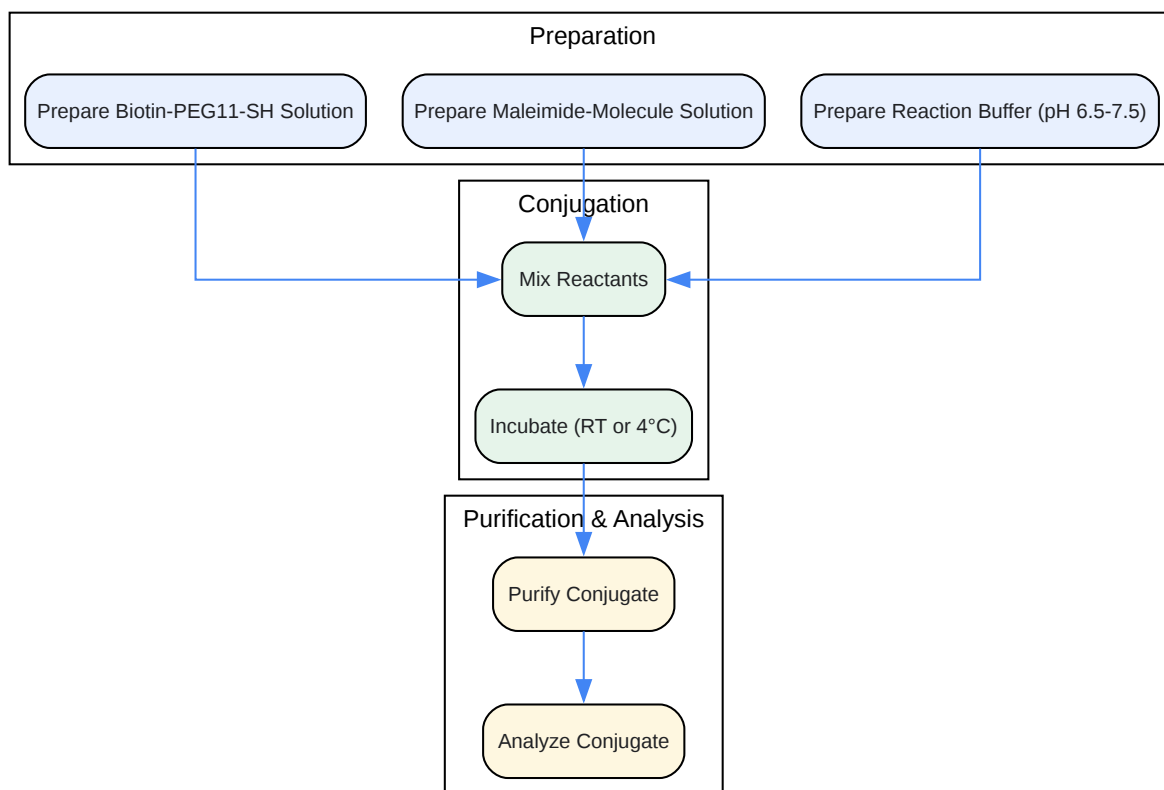 Preparation
Prepare Biotin-PEG11-SH Solution
Prepare Maleimide-Molecule Solution
Prepare Reaction Buffer (pH 6.5-7.5)
Conjugation
Mix Reactants
Incubate (RT or 4°C)
Purification & Analysis
Purify Conjugate
Analyze Conjugate